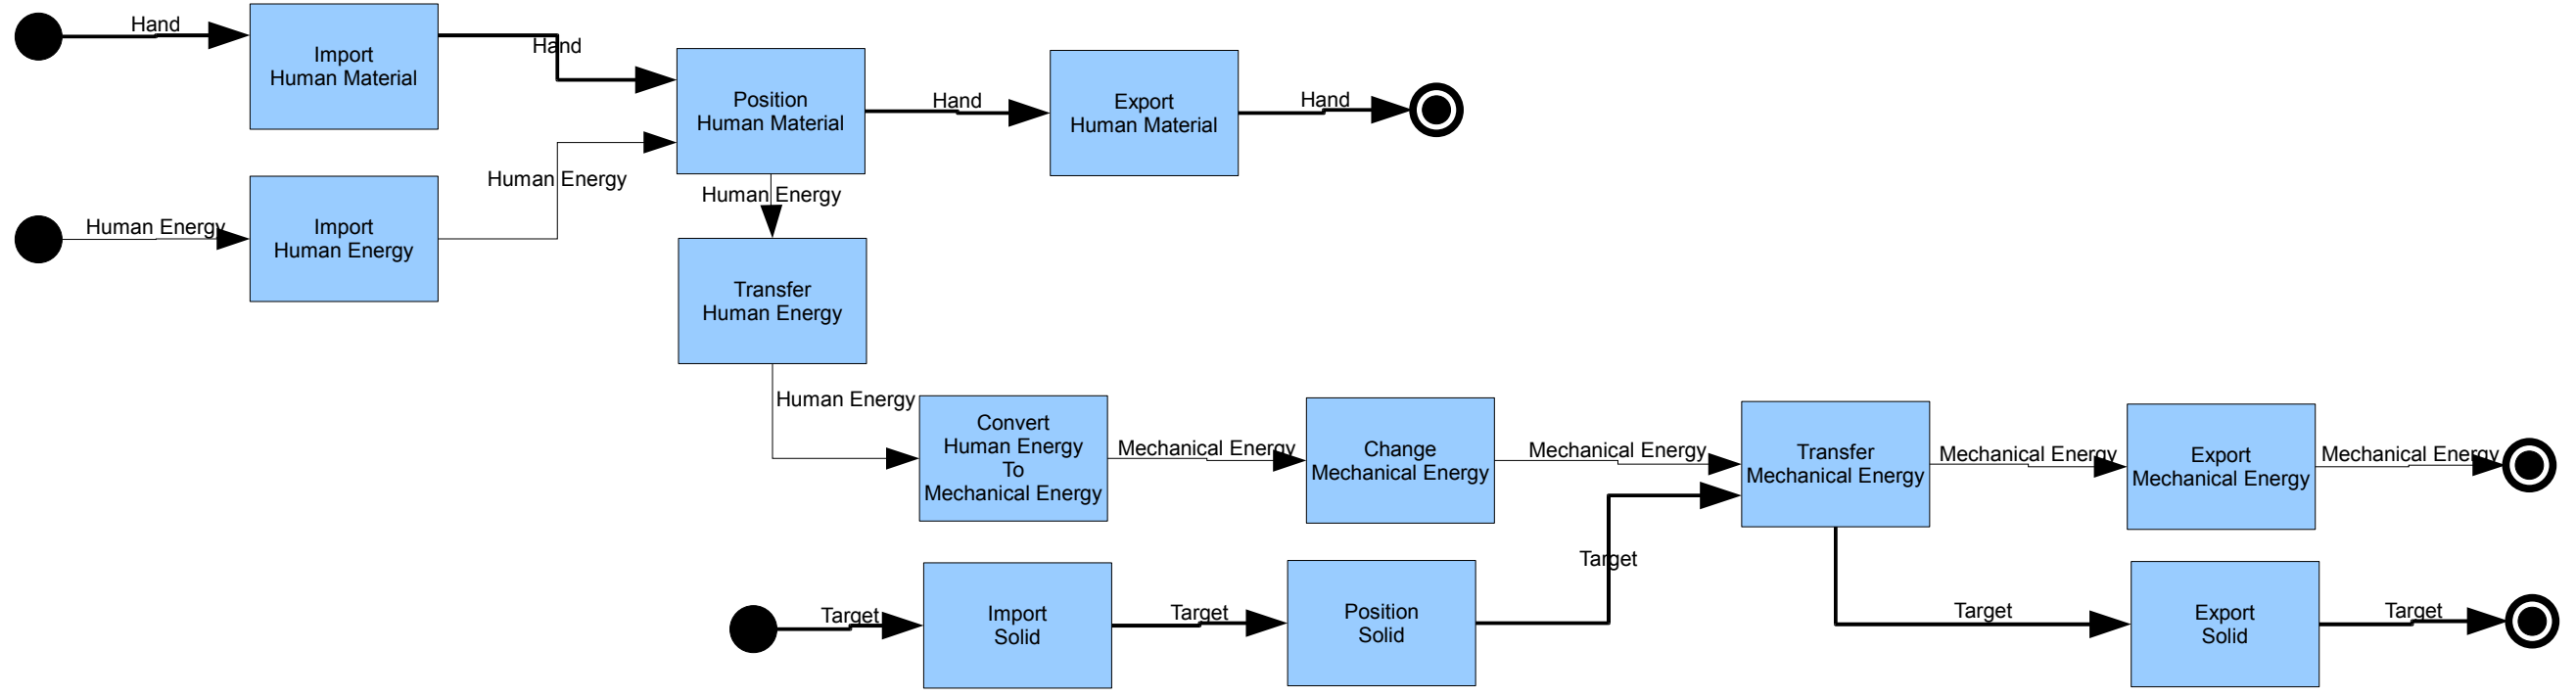 Hand
Import
Human Material
Hand
Position
Human Material
Hand
Export
Human Material
Hand
Human Energy
Import
Human Energy
Human Energy
Human Energy
Transfer
Human Energy
Human Energy
Convert
Human Energy
To
Mechanical Energy
Mechanical Energy
Change
Mechanical Energy
Mechanical Energy
Transfer
Mechanical Energy
Mechanical Energy
Export
Mechanical Energy
Mechanical Energy
Target
Import
Solid
Target
Position
Solid
Target
Target
Export
Solid
Target